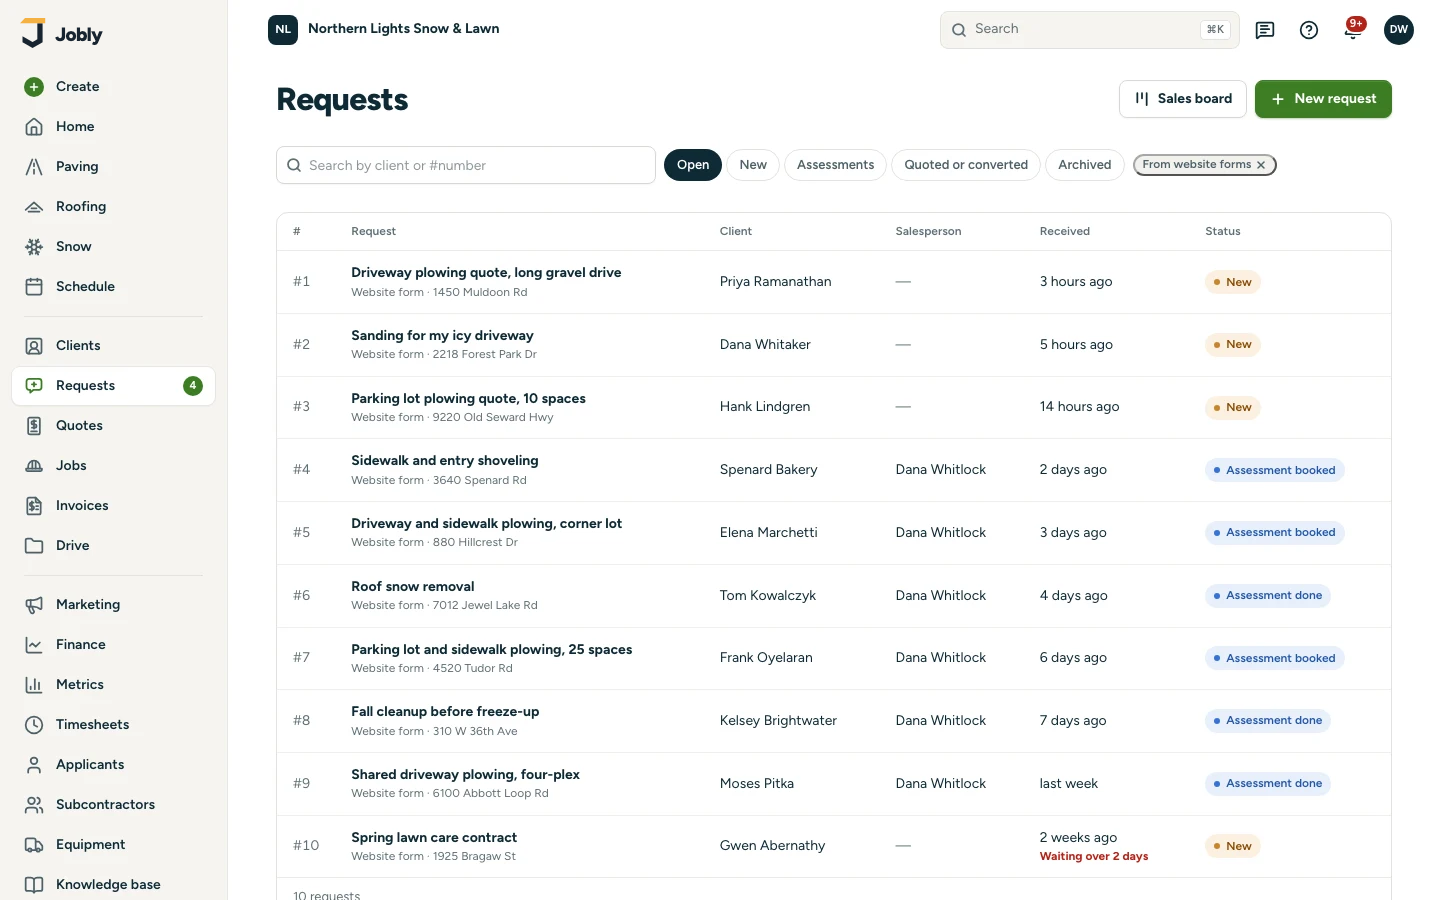 Jobly
NL
Northern Lights Snow & Lawn
Search
⌘K
9+
DW
Create
Home
Paving
Roofing
Snow
Schedule
Clients
Requests
4
Quotes
Jobs
Invoices
Drive
Marketing
Finance
Metrics
Timesheets
Applicants
Subcontractors
Equipment
Knowledge base
Requests
Sales board
New request
Search by client or #number
Open
New
Assessments
Quoted or converted
Archived
From website forms
# Request Client Salesperson Received Status
#1 Driveway plowing quote, long gravel drive Priya Ramanathan — 3 hours ago New
Website form · 1450 Muldoon Rd
#2 Sanding for my icy driveway Dana Whitaker — 5 hours ago New
Website form · 2218 Forest Park Dr
#3 Parking lot plowing quote, 10 spaces Hank Lindgren — 14 hours ago New
Website form · 9220 Old Seward Hwy
#4 Sidewalk and entry shoveling Spenard Bakery Dana Whitlock 2 days ago Assessment booked
Website form · 3640 Spenard Rd
#5 Driveway and sidewalk plowing, corner lot Elena Marchetti Dana Whitlock 3 days ago Assessment booked
Website form · 880 Hillcrest Dr
#6 Roof snow removal Tom Kowalczyk Dana Whitlock 4 days ago Assessment done
Website form · 7012 Jewel Lake Rd
#7 Parking lot and sidewalk plowing, 25 spaces Frank Oyelaran Dana Whitlock 6 days ago Assessment booked
Website form · 4520 Tudor Rd
#8 Fall cleanup before freeze-up Kelsey Brightwater Dana Whitlock 7 days ago Assessment done
Website form · 310 W 36th Ave
#9 Shared driveway plowing, four-plex Moses Pitka Dana Whitlock last week Assessment done
Website form · 6100 Abbott Loop Rd
#10 Spring lawn care contract Gwen Abernathy — 2 weeks ago New
Website form · 1925 Bragaw St Waiting over 2 days
10 requests